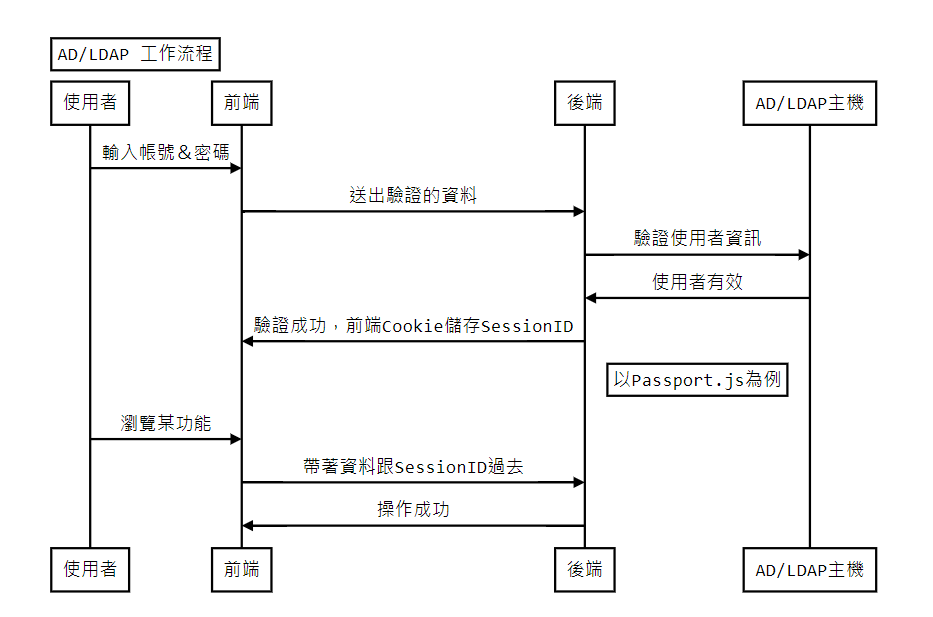 AD/LDAP 工作流程
使用者 前端 後端 AD/LDAP主機
輸入帳號＆密碼
送出驗證的資料
驗證使用者資訊
使用者有效
驗證成功，前端Cookie儲存SessionID
以Passport.js為例
瀏覽某功能
帶著資料跟SessionID過去
操作成功
使用者 前端 後端 AD/LDAP主機